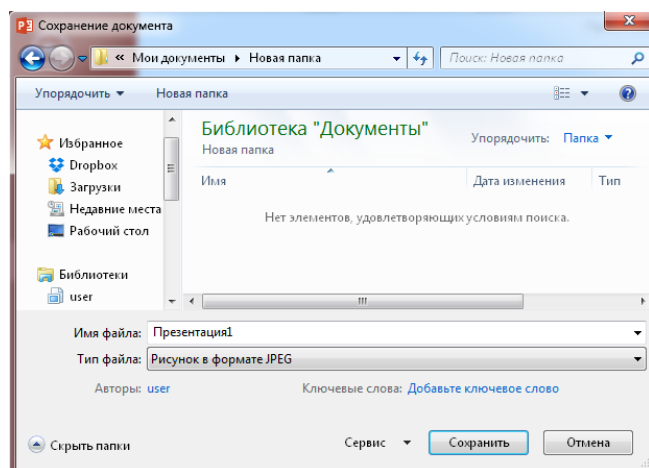 Сохранение документа
« Мои документы Новая папка
Поиск: Новая папка
Упорядочить Новая папка
Избранное
Dropbox
Загрузки
Недавние места
Рабочий стол
Библиотеки
user
Библиотека "Документы"
Новая папка
Упорядочить: Папка
Имя Дата изменения Тип
Нет элементов, удовлетворяющих условиям поиска.
Имя файла: Презентация1
Тип файла: Рисунок в формате JPEG
Авторы: user Ключевые слова: Добавьте ключевое слово
Скрыть папки Сервис Сохранить Отмена